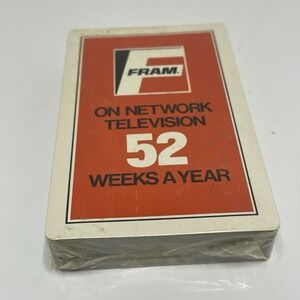 FRAM.
ON NETWORK
TELEVISION
52
WEEKS A YEAR